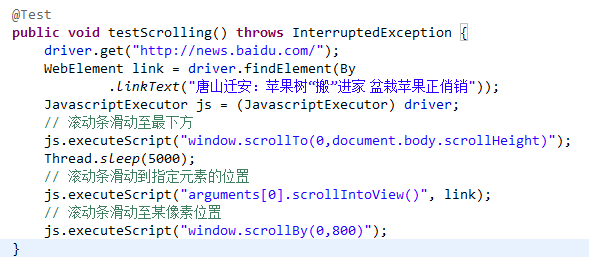 @Test
public void testScrolling() throws InterruptedException {
driver.get("http://news.baidu.com/");
WebElement link = driver.findElement(By
.linkText("唐山迁安：苹果树“搬”进家 盆栽苹果正俏销"));
JavascriptExecutor js = (JavascriptExecutor) driver;
// 滚动条滑动至最下方
js.executeScript("window.scrollTo(0,document.body.scrollHeight)");
Thread.sleep(5000);
// 滚动条滑动到指定元素的位置
js.executeScript("arguments[0].scrollIntoView()", link);
// 滚动条滑动至某像素位置
js.executeScript("window.scrollBy(0,800)");
}